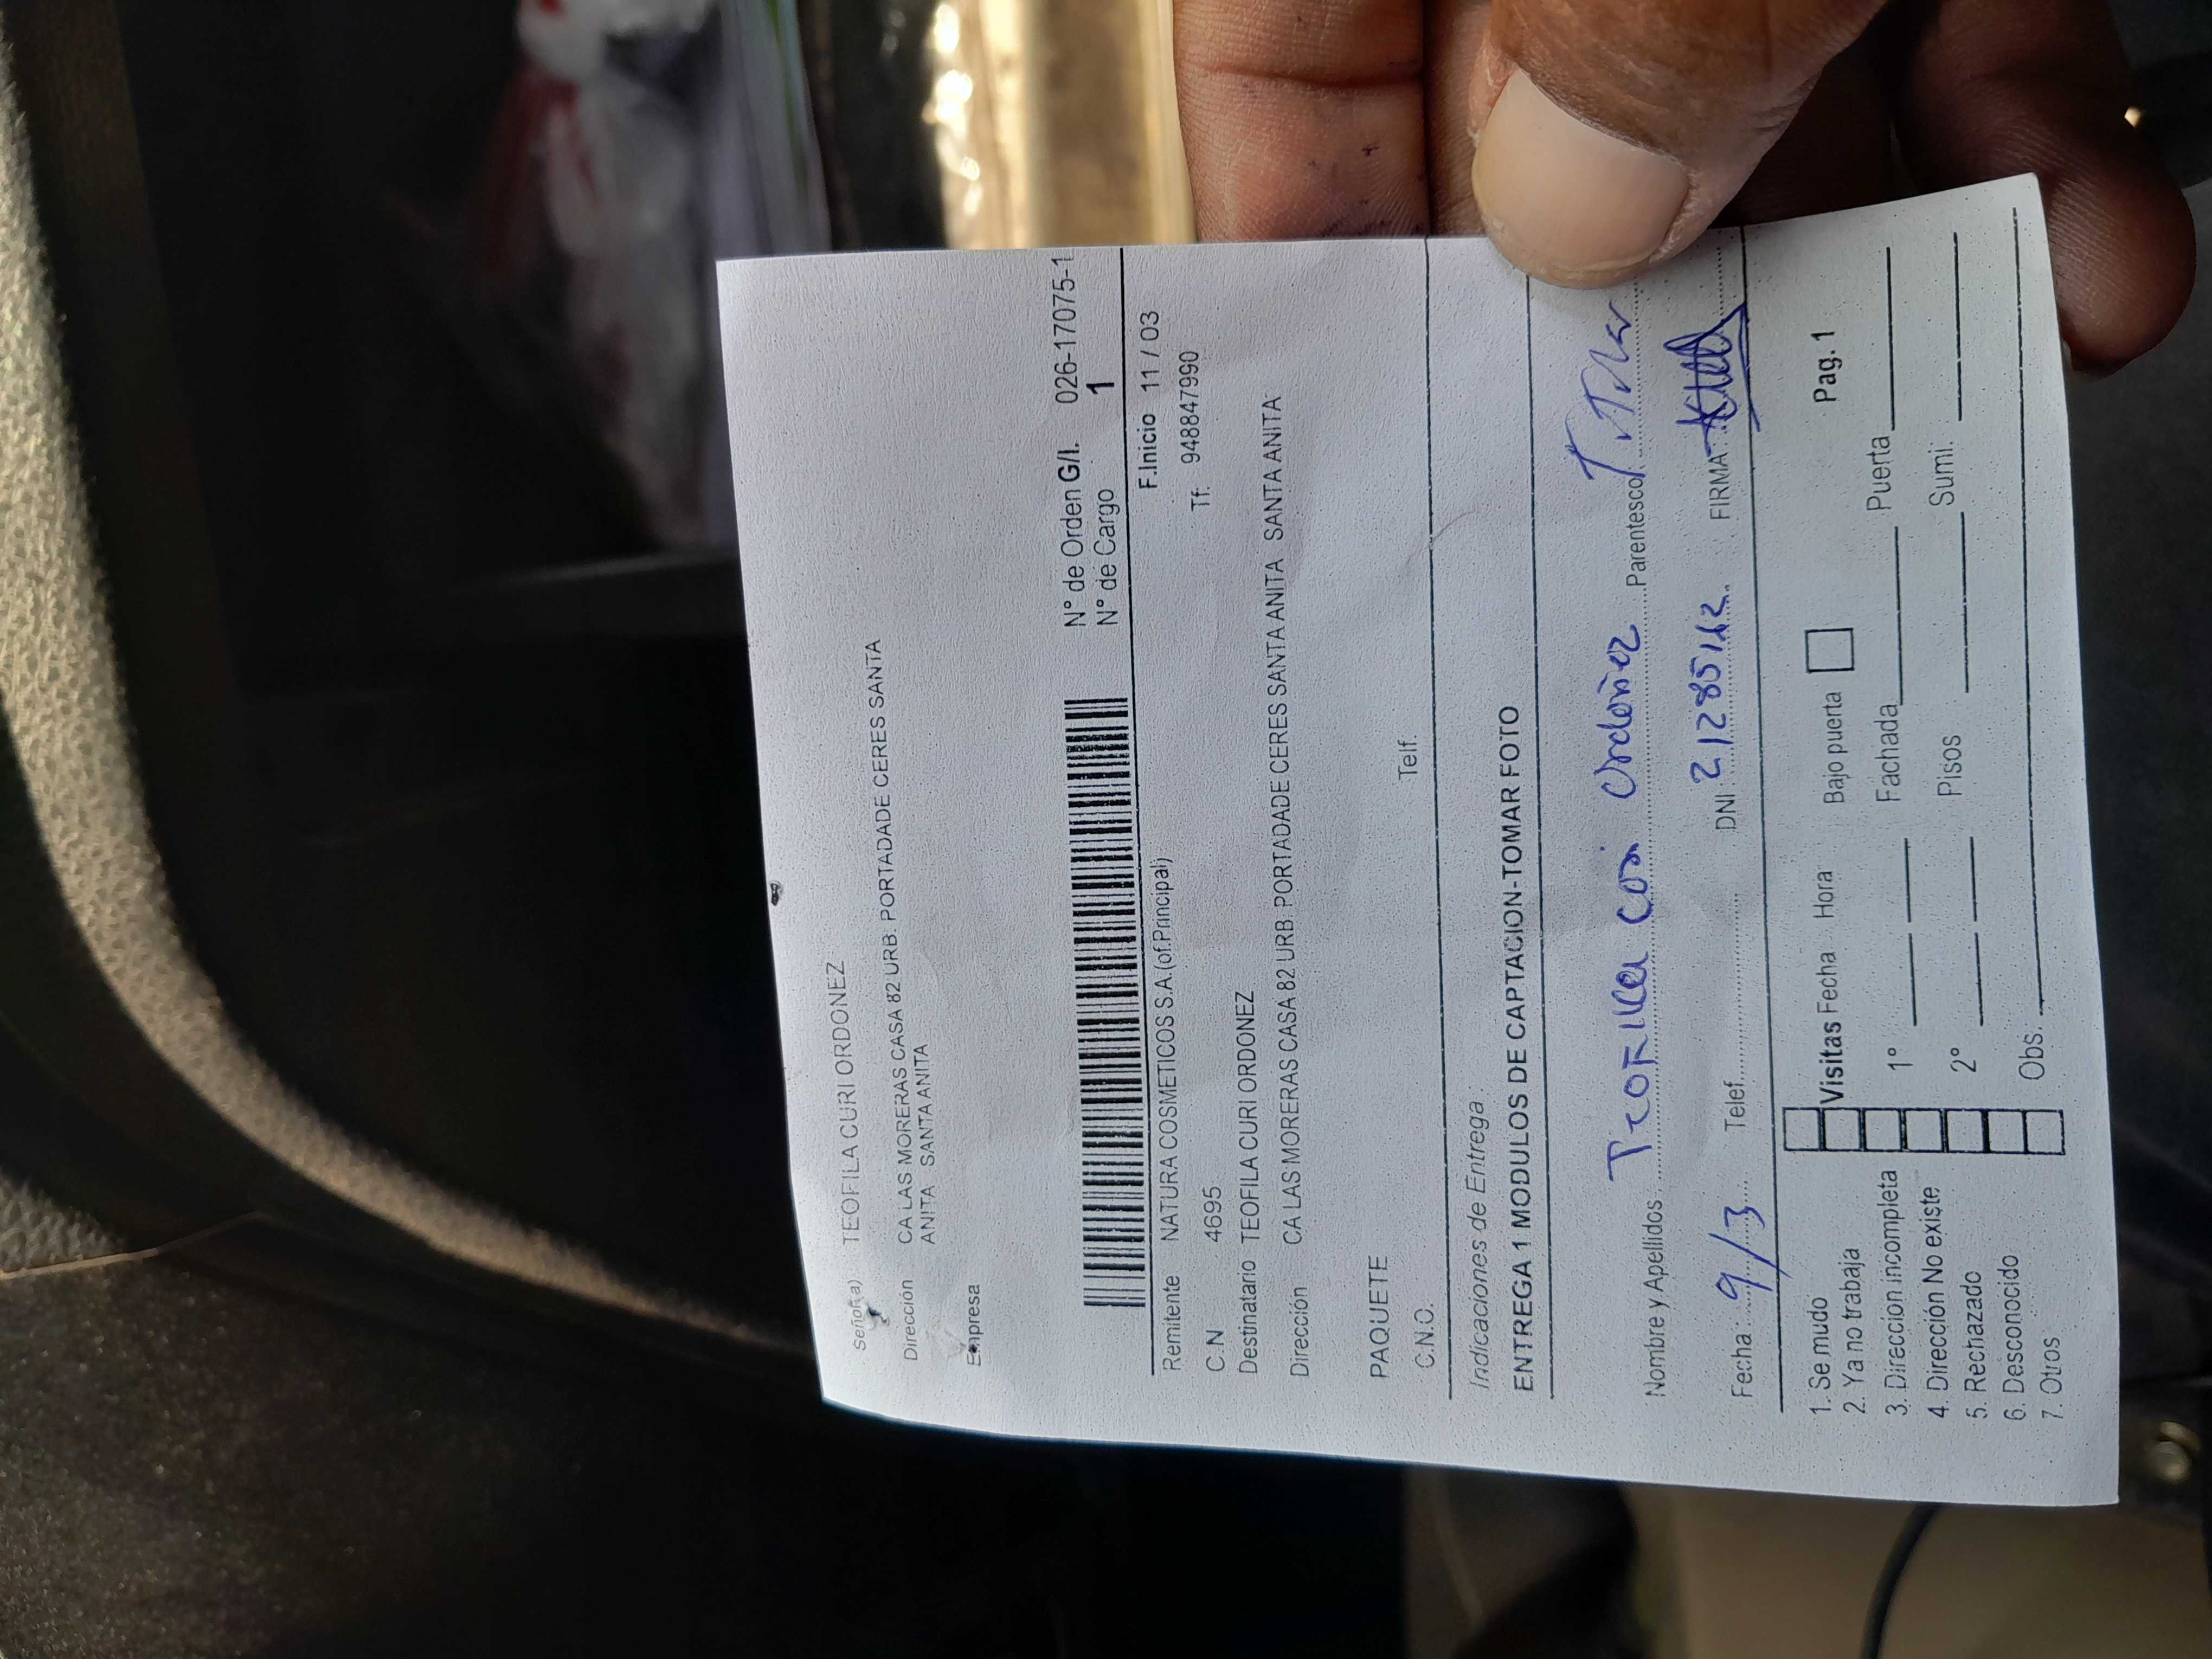 Señor(a) TEOFILA CURI ORDONEZ
Dirección CA LAS MORERAS CASA 82 URB. PORTADADE CERES SANTA
ANITA SANTA ANITA
Empresa
N° de Orden G/I. 026-17075-1
N° de Cargo 1
Remitente NATURA COSMETICOS S.A.(of.Principal) F.Inicio 11 / 03
C.N 4695 Tf. 948847990
Destinatario TEOFILA CURI ORDONEZ
Dirección CA LAS MORERAS CASA 82 URB. PORTADADE CERES SANTA ANITA SANTA ANITA
PAQUETE
C.N.O. Telf.
Indicaciones de Entrega :
ENTREGA 1 MODULOS DE CAPTACION-TOMAR FOTO
Nombre y Apellidos: Teofila Curi Ordoñez Parentesco
Fecha: 9/3 Telef. DNI: 21285112 FIRMA
1. Se mudo Visitas Fecha Hora Bajo puerta Pag. 1
2. Ya no trabaja
3. Direccion incompleta 1° Fachada Puerta
4. Dirección No existe
5. Rechazado 2° Pisos Sumi.
6. Desconocido
7. Otros Obs.